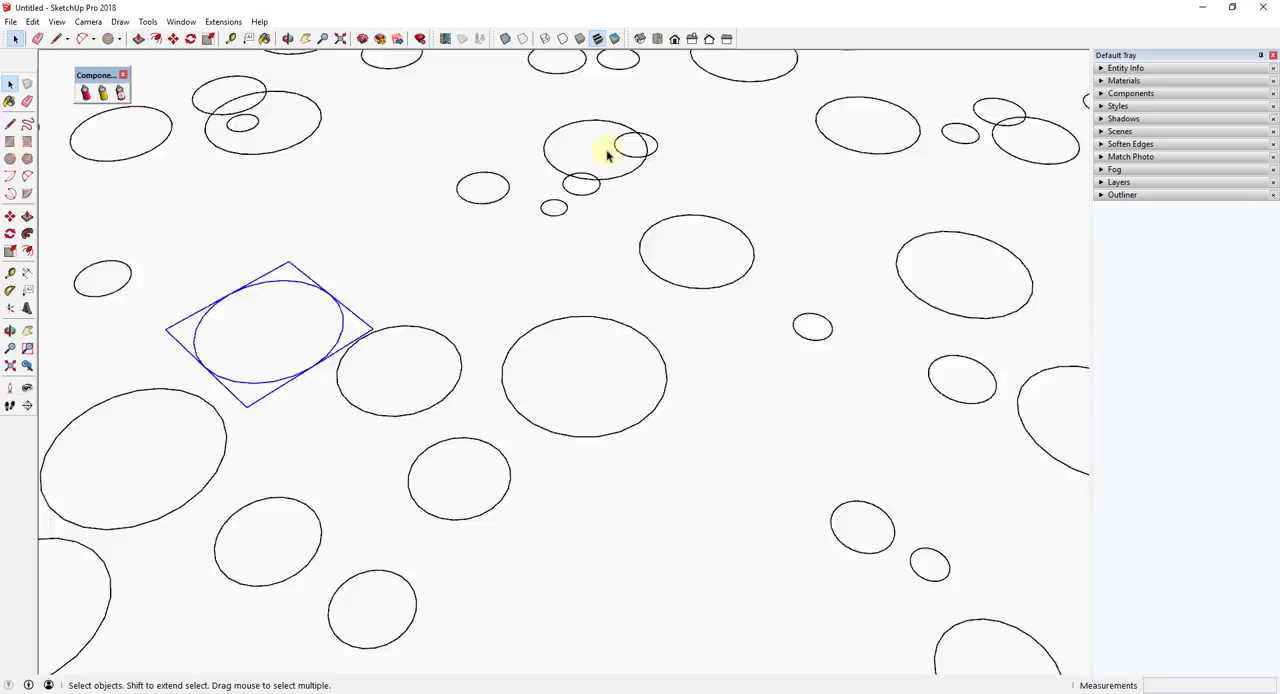 Untitled - SketchUp Pro 2018
File Edit View Camera Draw Tools Window Extensions Help
Default Tray
Compone...
Entity Info
Materials
Components
Styles
Shadows
Scenes
Soften Edges
Match Photo
Fog
Layers
Outliner
Select objects. Shift to extend select. Drag mouse to select multiple.
Measurements